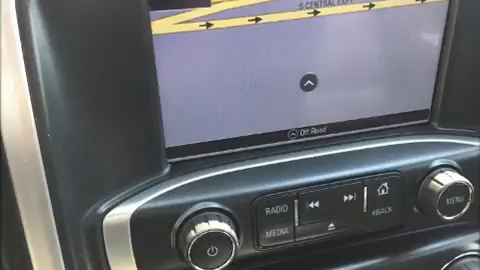 S CENTRAL EXPY
Off Road
RADIO
MEDIA
BACK
MENU